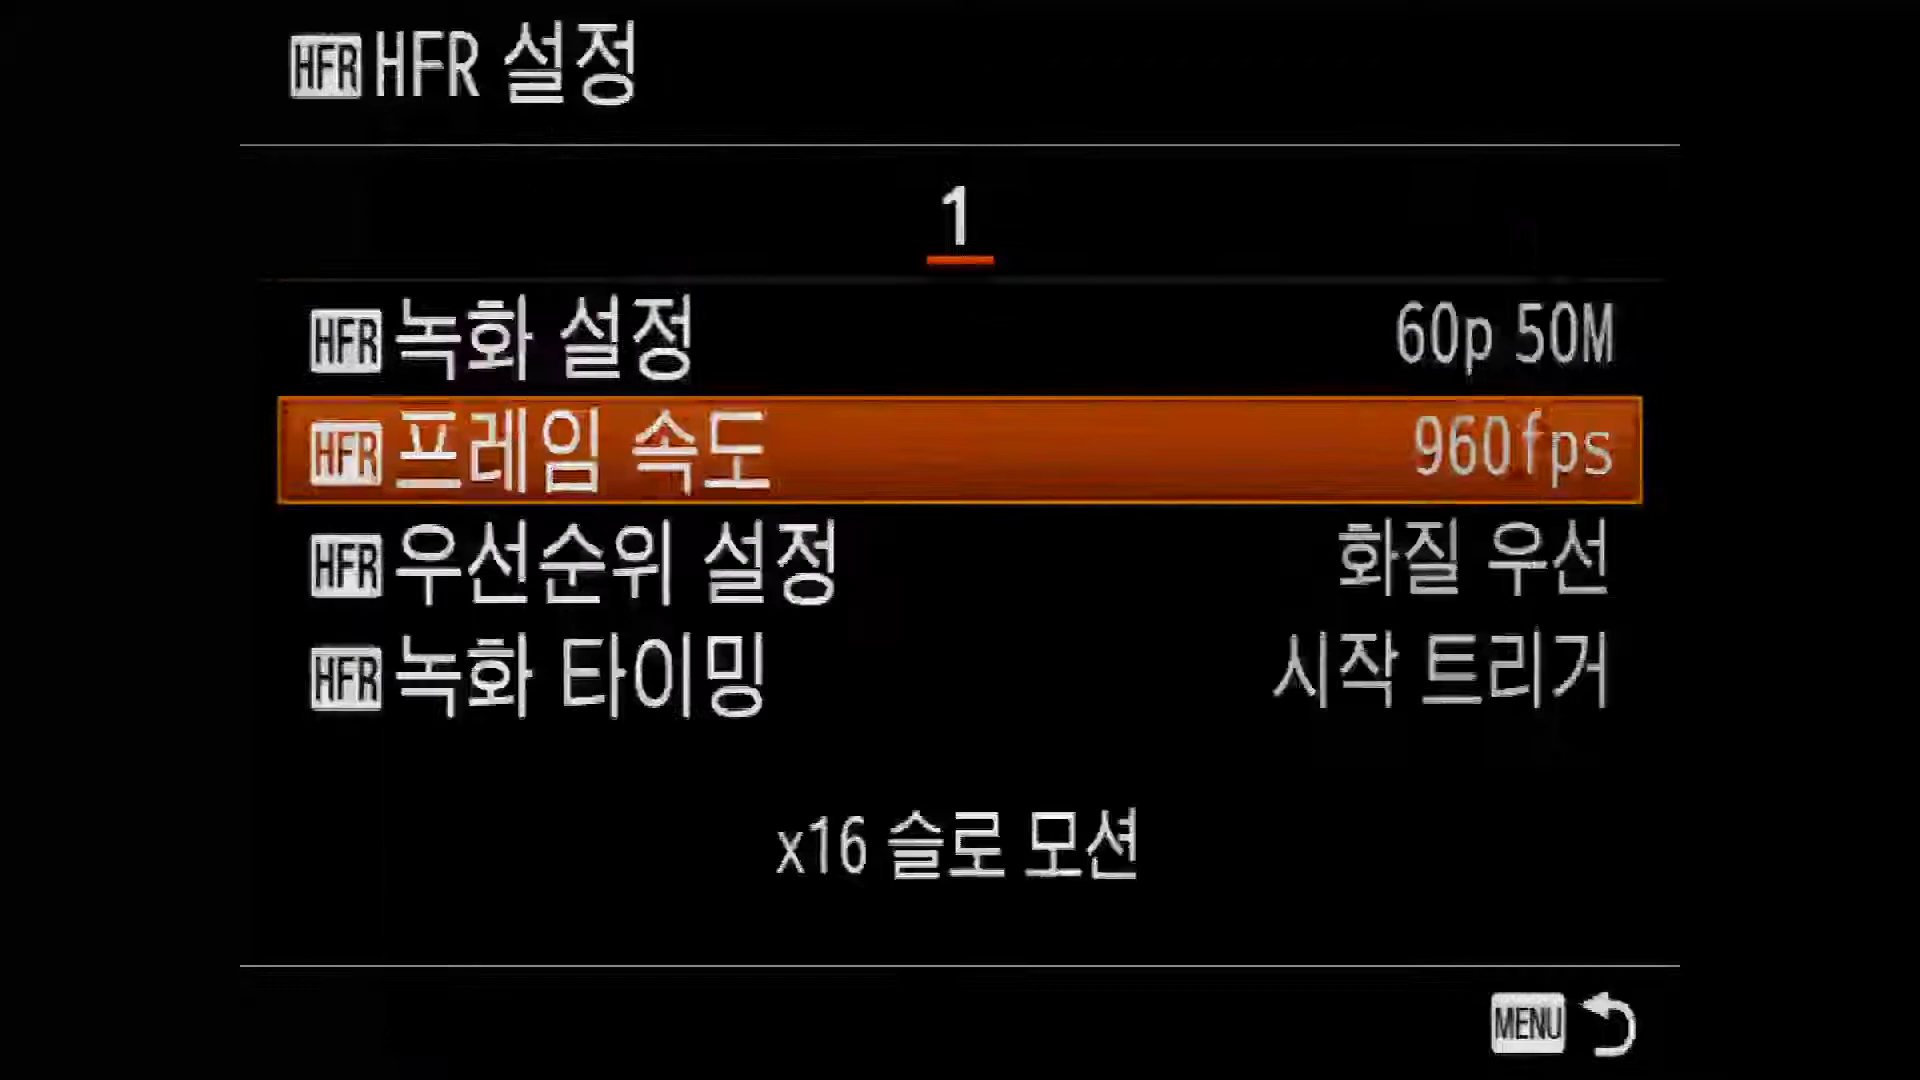 HFR HFR 설정
1
HFR 녹화 설정 60p 50M
HFR 프레임 속도 960fps
HFR 우선순위 설정 화질 우선
HFR 녹화 타이밍 시작 트리거
x16 슬로 모션
MENU